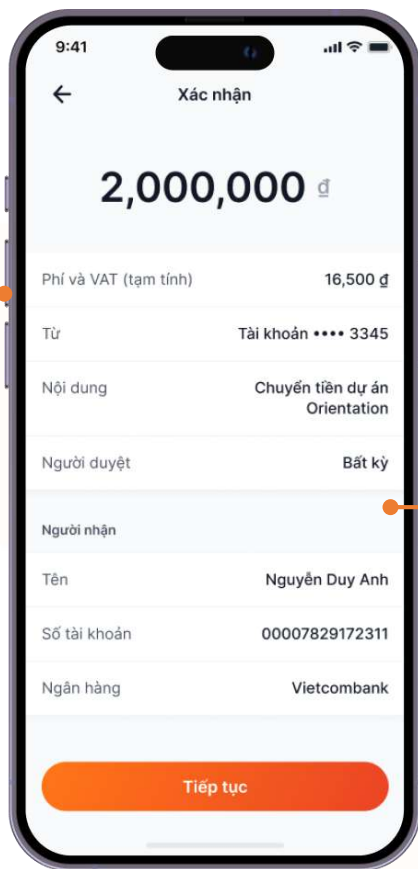 9:41
Xác nhận
2,000,000 đ
Phí và VAT (tạm tính) 16,500 đ
Từ Tài khoản •••• 3345
Nội dung Chuyển tiền dự án
Orientation
Người duyệt Bất kỳ
Người nhận
Tên Nguyễn Duy Anh
Số tài khoản 00007829172311
Ngân hàng Vietcombank
Tiếp tục